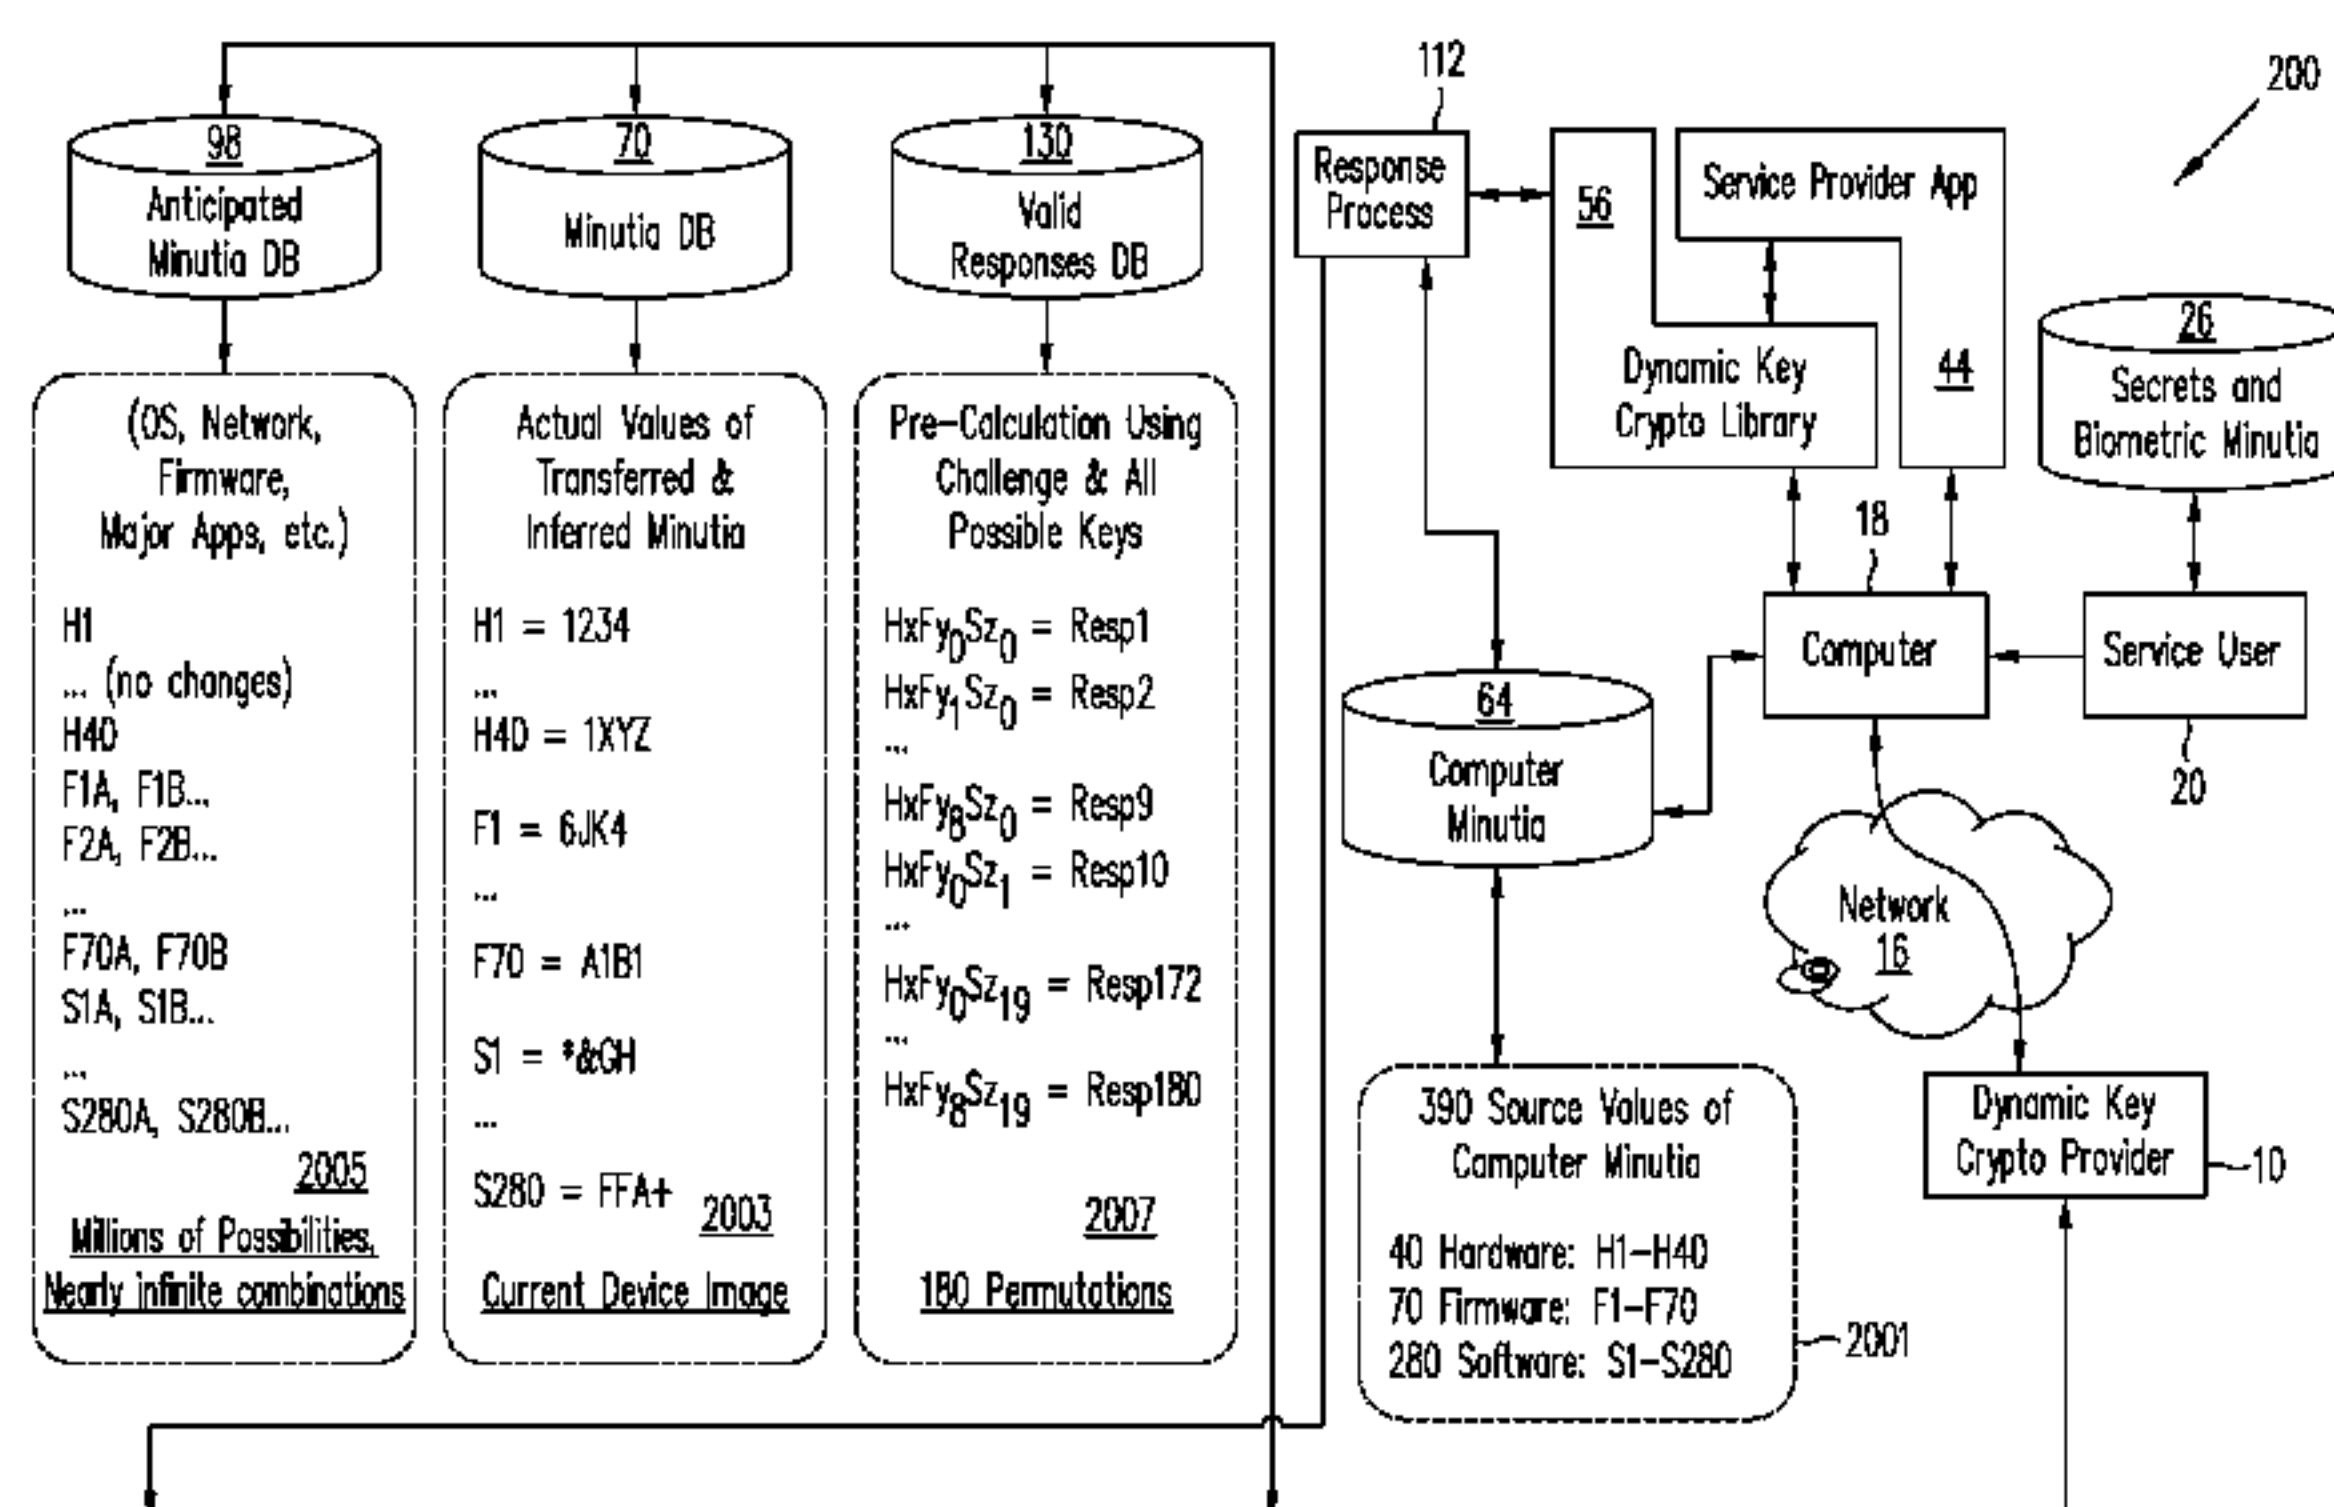 98
Anticipated
Minutia DB
(OS, Network,
Firmware,
Major Apps, etc.)
H1
... (no changes)
H40
F1A, F1B...
F2A, F2B...
...
F70A, F70B
S1A, S1B...
...
S280A, S280B...
2005
Millions of Possibilities,
Nearly infinite combinations
70
Minutia DB
Actual Values of
Transferred &
Inferred Minutia
H1 = 1234
...
H40 = 1XYZ
F1 = 6JK4
...
F70 = A1B1
S1 = *&GH
...
S280 = FFA+
2003
Current Device Image
130
Valid
Responses DB
Pre-Calculation Using
Challenge & All
Possible Keys
HxFy0Sz0 = Resp1
HxFy1Sz0 = Resp2
...
HxFy8Sz0 = Resp9
HxFy0Sz1 = Resp10
...
HxFy0Sz19 = Resp172
...
HxFy8Sz19 = Resp180
2007
180 Permutations
112
Response
Process
56
Dynamic Key
Crypto Library
Service Provider App
44
200
26
Secrets and
Biometric Minutia
18
Computer
Service User
20
64
Computer
Minutia
Network
16
390 Source Values of
Computer Minutia
40 Hardware: H1-H40
70 Firmware: F1-F70
280 Software: S1-S280
2001
Dynamic Key
Crypto Provider
10